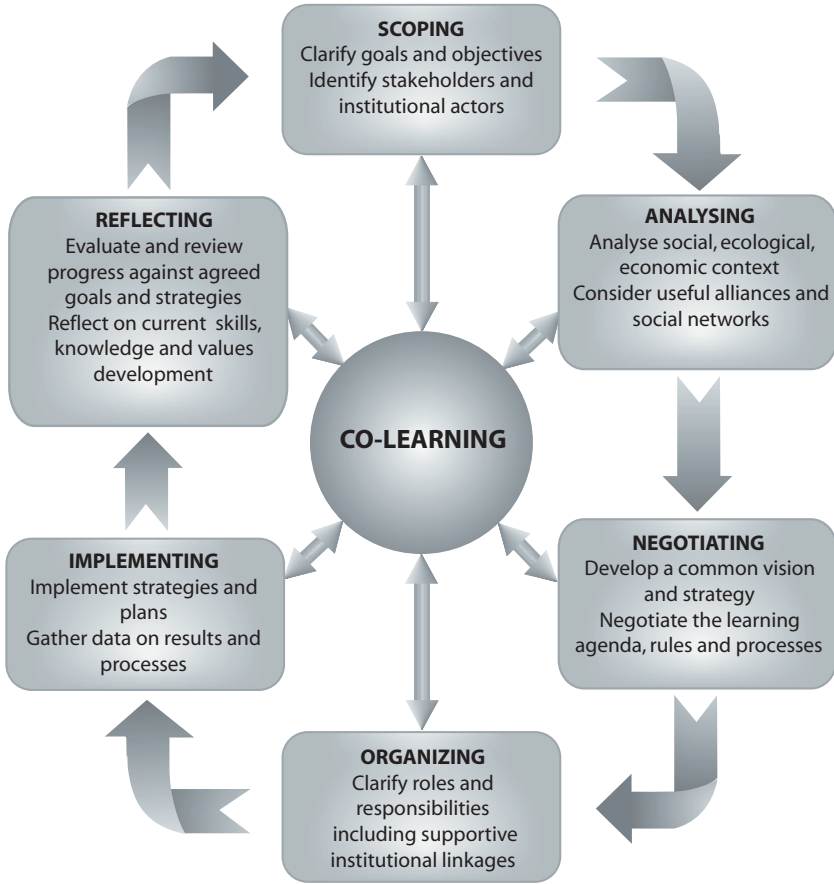 SCOPING
Clarify goals and objectives
Identify stakeholders and
institutional actors
ANALYSING
Analyse social, ecological,
economic context
Consider useful alliances and
social networks
NEGOTIATING
Develop a common vision
and strategy
Negotiate the learning
agenda, rules and processes
ORGANIZING
Clarify roles and
responsibilities
including supportive
institutional linkages
IMPLEMENTING
Implement strategies and
plans
Gather data on results and
processes
REFLECTING
Evaluate and review
progress against agreed
goals and strategies
Reflect on current skills,
knowledge and values
development
CO-LEARNING